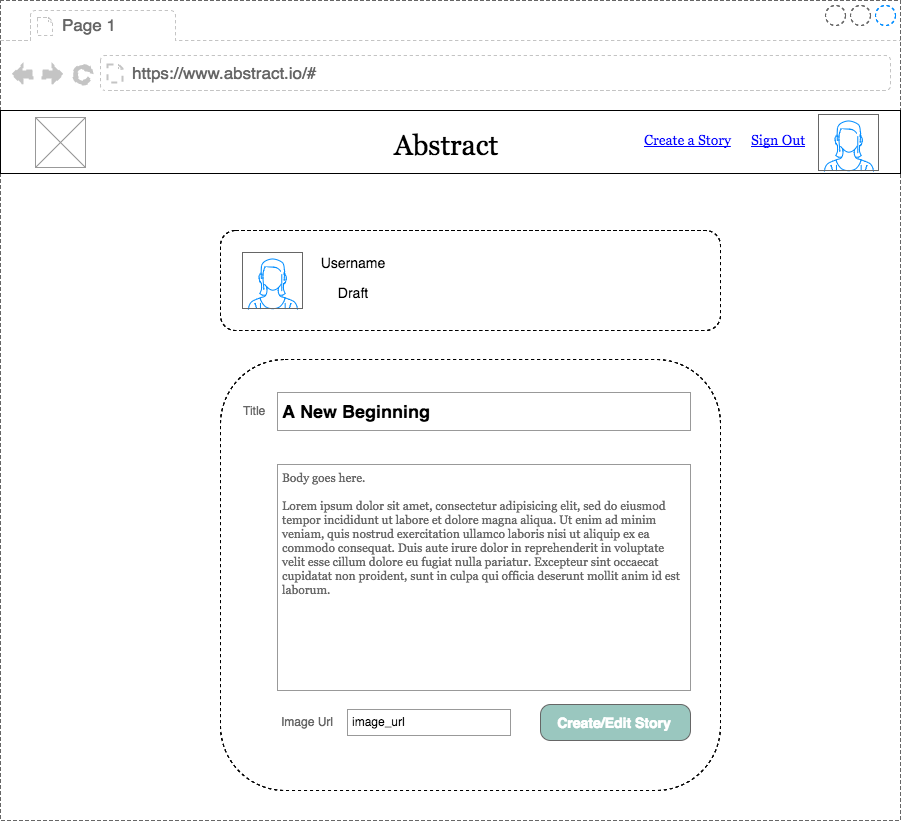 Page 1
https://www.abstract.io/#
Abstract
Create a Story
Sign Out
Username
Draft
Title
A New Beginning
Body goes here.
Lorem ipsum dolor sit amet, consectetur adipisicing elit, sed do eiusmod
tempor incididunt ut labore et dolore magna aliqua. Ut enim ad minim
veniam, quis nostrud exercitation ullamco laboris nisi ut aliquip ex ea
commodo consequat. Duis aute irure dolor in reprehenderit in voluptate
velit esse cillum dolore eu fugiat nulla pariatur. Excepteur sint occaecat
cupidatat non proident, sunt in culpa qui officia deserunt mollit anim id est
laborum.
Image Url
image_url
Create/Edit Story